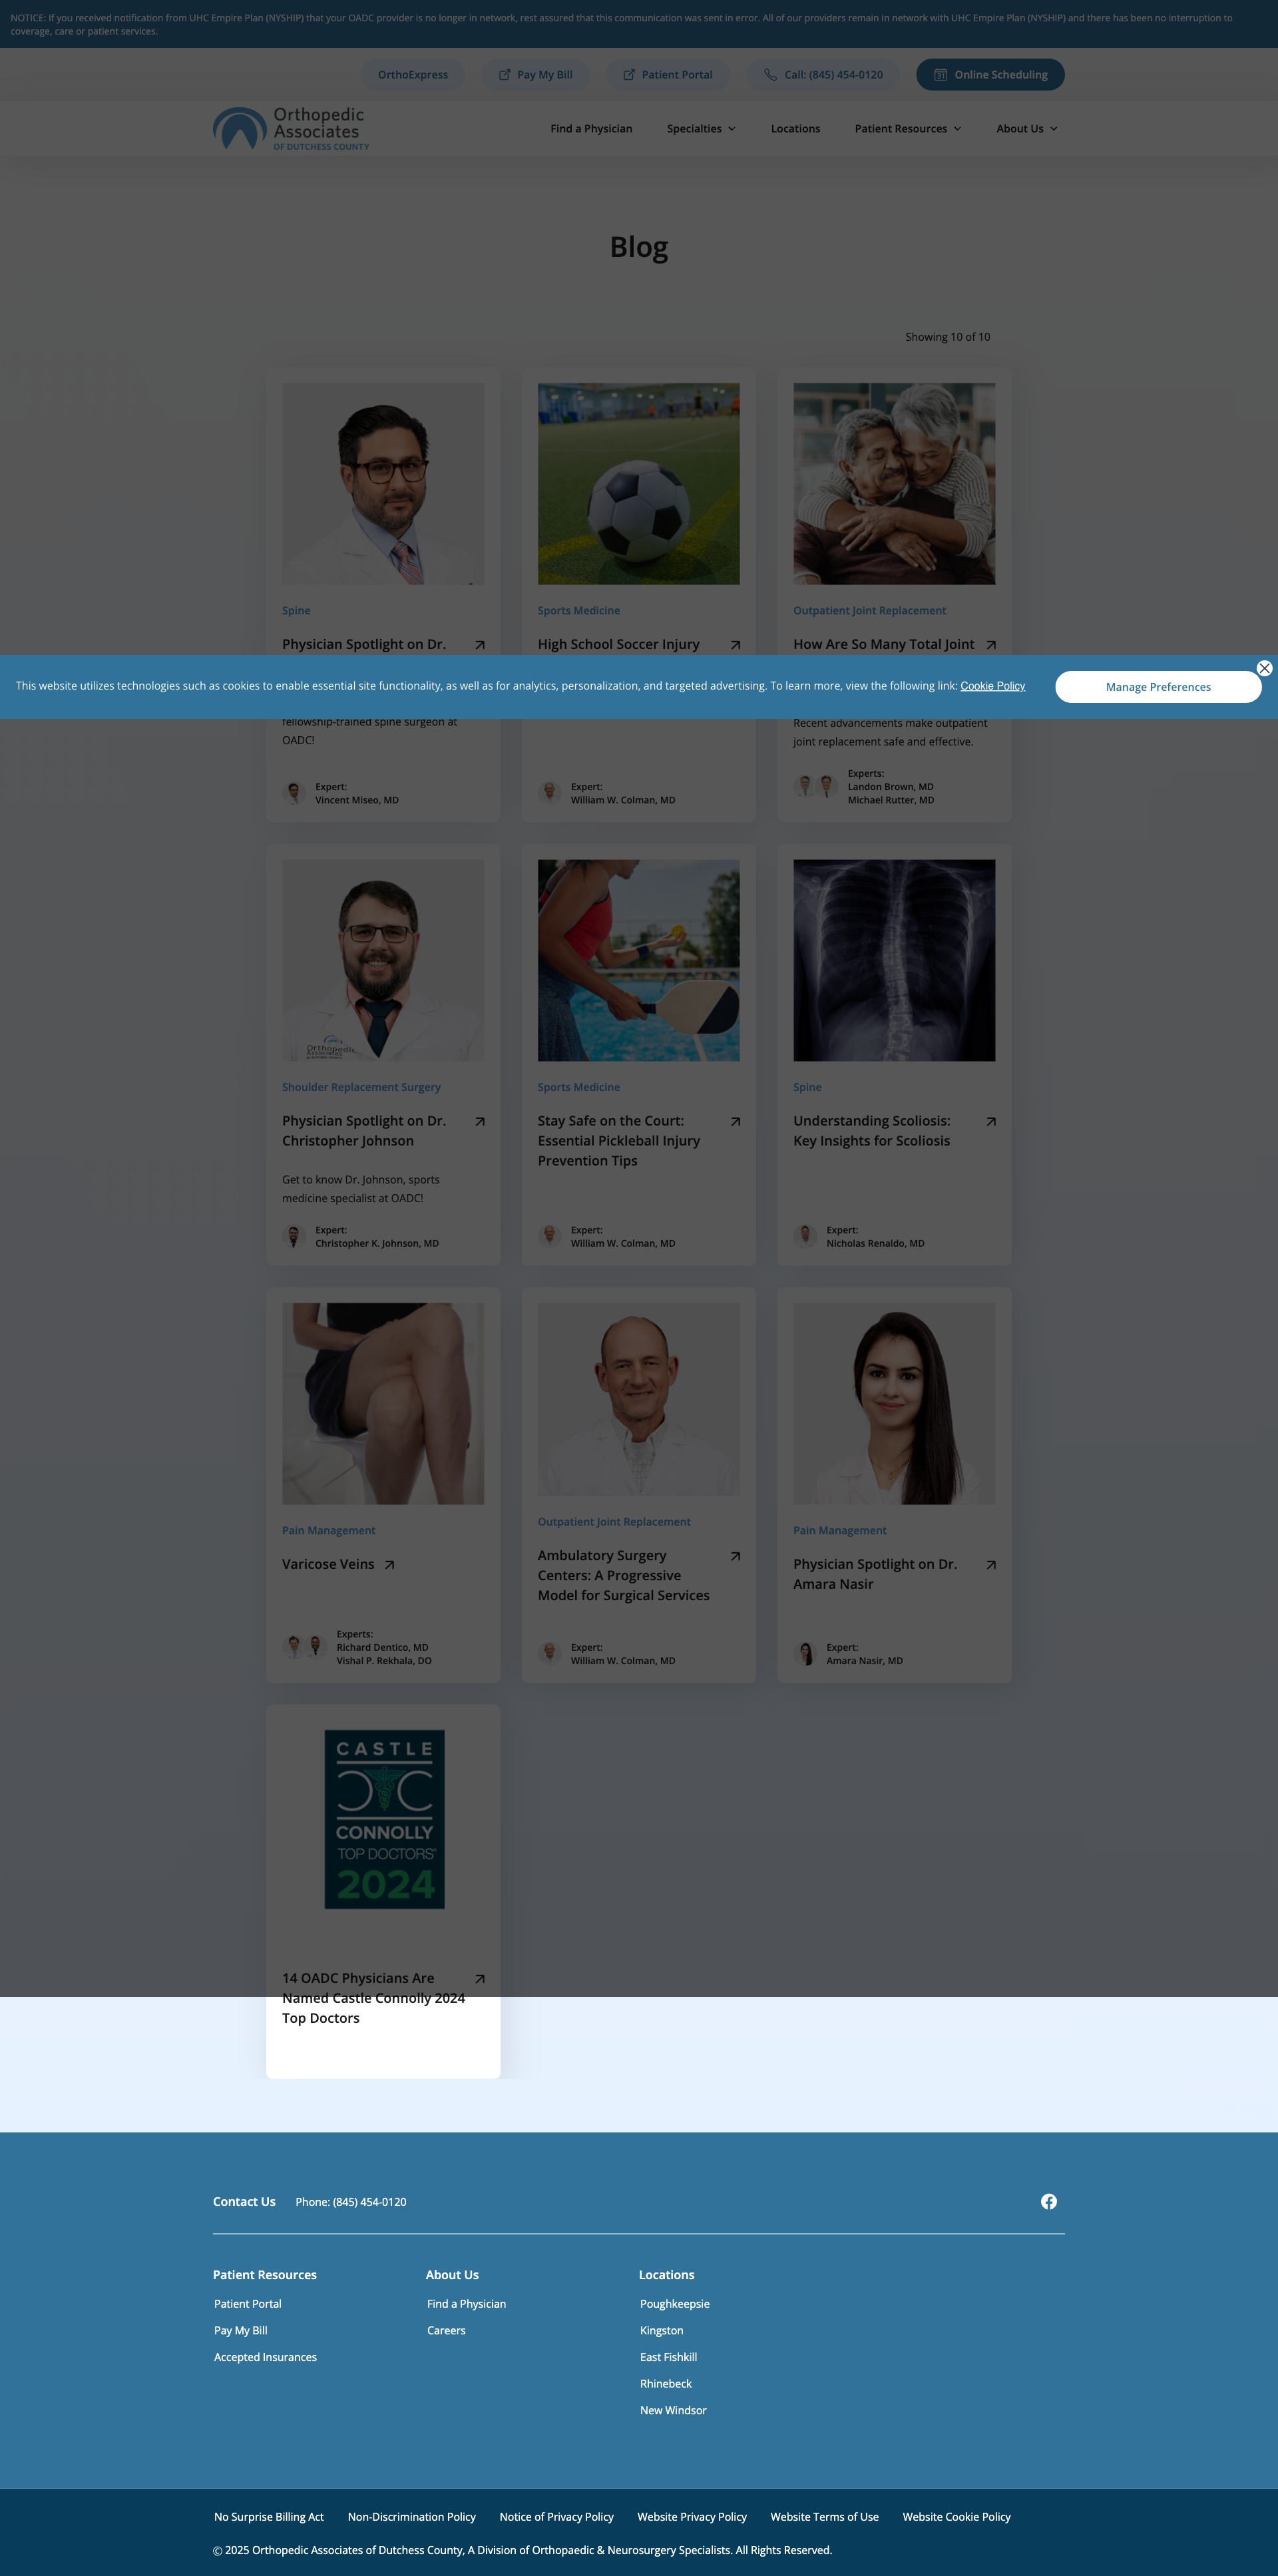 NOTICE: If you received notification from UHC Empire Plan (NYSHIP) that your OADC provider is no longer in network, rest assured that this communication was sent in error. All of our providers remain in network with UHC Empire Plan (NYSHIP) and there has been no interruption to
coverage, care or patient services.
OrthoExpress
Pay My Bill
Patient Portal
Call: (845) 454-0120
Online Scheduling
Orthopedic
Associates
OF DUTCHESS COUNTY
Find a Physician
Specialties
Locations
Patient Resources
About Us
Blog
Showing 10 of 10
Spine
Physician Spotlight on Dr.
Sports Medicine
High School Soccer Injury
Outpatient Joint Replacement
How Are So Many Total Joint
This website utilizes technologies such as cookies to enable essential site functionality, as well as for analytics, personalization, and targeted advertising. To learn more, view the following link: Cookie Policy
Manage Preferences
fellowship-trained spine surgeon at
OADC!
Expert:
Vincent Miseo, MD
Expert:
William W. Colman, MD
Recent advancements make outpatient
joint replacement safe and effective.
Experts:
Landon Brown, MD
Michael Rutter, MD
Orthopedic
Associates
Shoulder Replacement Surgery
Physician Spotlight on Dr.
Christopher Johnson
Get to know Dr. Johnson, sports
medicine specialist at OADC!
Expert:
Christopher K. Johnson, MD
Sports Medicine
Stay Safe on the Court:
Essential Pickleball Injury
Prevention Tips
Expert:
William W. Colman, MD
Spine
Understanding Scoliosis:
Key Insights for Scoliosis
Expert:
Nicholas Renaldo, MD
Pain Management
Varicose Veins
Experts:
Richard Dentico, MD
Vishal P. Rekhala, DO
Outpatient Joint Replacement
Ambulatory Surgery
Centers: A Progressive
Model for Surgical Services
Expert:
William W. Colman, MD
Pain Management
Physician Spotlight on Dr.
Amara Nasir
Expert:
Amara Nasir, MD
CASTLE
CONNOLLY
TOP DOCTORS®
2024
14 OADC Physicians Are
Named Castle Connolly 2024
Top Doctors
Contact Us
Phone: (845) 454-0120
Patient Resources
Patient Portal
Pay My Bill
Accepted Insurances
About Us
Find a Physician
Careers
Locations
Poughkeepsie
Kingston
East Fishkill
Rhinebeck
New Windsor
No Surprise Billing Act
Non-Discrimination Policy
Notice of Privacy Policy
Website Privacy Policy
Website Terms of Use
Website Cookie Policy
© 2025 Orthopedic Associates of Dutchess County, A Division of Orthopaedic & Neurosurgery Specialists. All Rights Reserved.